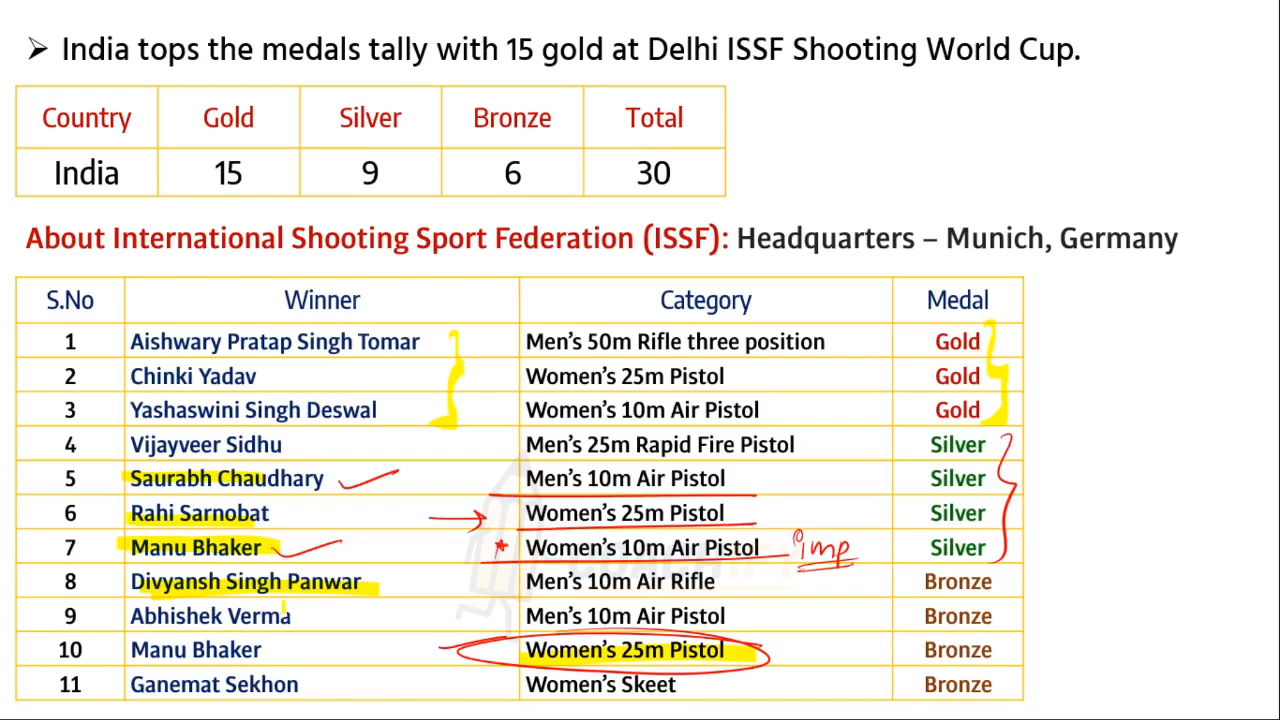 ➢ India tops the medals tally with 15 gold at Delhi ISSF Shooting World Cup.
Country Gold Silver Bronze Total
India 15 9 6 30
About International Shooting Sport Federation (ISSF): Headquarters – Munich, Germany
S.No Winner Category Medal
1 Aishwary Pratap Singh Tomar Men's 50m Rifle three position Gold
2 Chinki Yadav Women's 25m Pistol Gold
3 Yashaswini Singh Deswal Women's 10m Air Pistol Gold
4 Vijayveer Sidhu Men's 25m Rapid Fire Pistol Silver
5 Saurabh Chaudhary Men's 10m Air Pistol Silver
6 Rahi Sarnobat Women's 25m Pistol Silver
7 Manu Bhaker Women's 10m Air Pistol imp Silver
8 Divyansh Singh Panwar Men's 10m Air Rifle Bronze
9 Abhishek Verma Men's 10m Air Pistol Bronze
10 Manu Bhaker Women's 25m Pistol Bronze
11 Ganemat Sekhon Women's Skeet Bronze